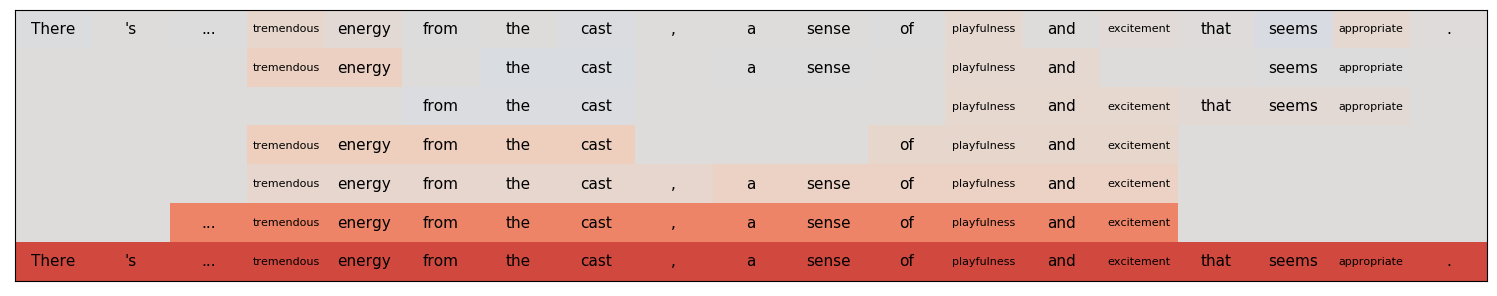 There 's ... tremendous energy from the cast , a sense of playfulness and excitement that seems appropriate .
tremendous energy the cast a sense playfulness and seems appropriate
from the cast playfulness and excitement that seems appropriate
tremendous energy from the cast of playfulness and excitement
tremendous energy from the cast , a sense of playfulness and excitement
... tremendous energy from the cast , a sense of playfulness and excitement
There 's ... tremendous energy from the cast , a sense of playfulness and excitement that seems appropriate .